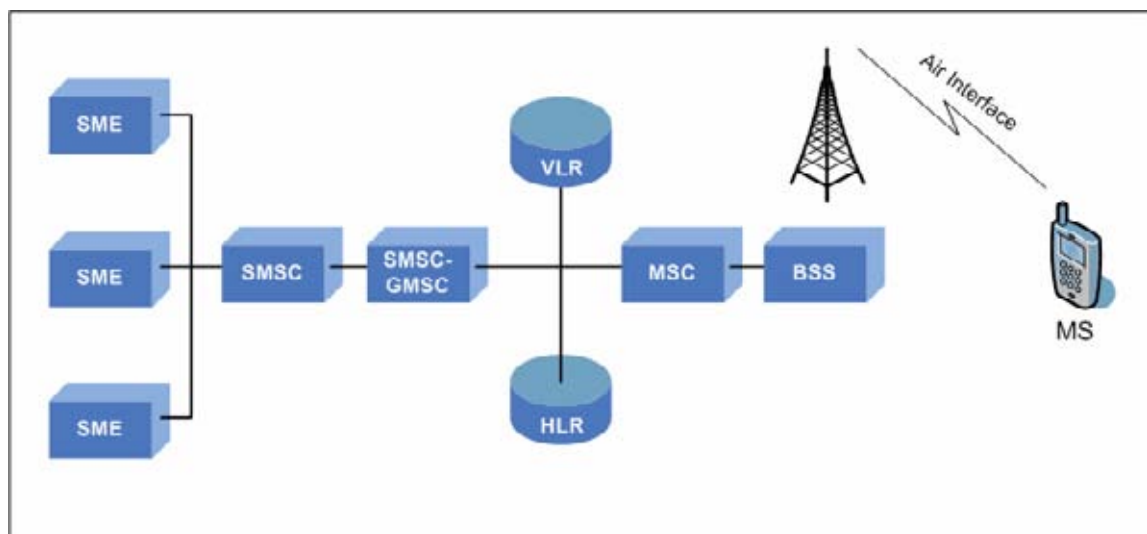 SME
SME
SME
SMSC
SMSC-
GMSC
VLR
HLR
MSC
BSS
Air Interface
MS